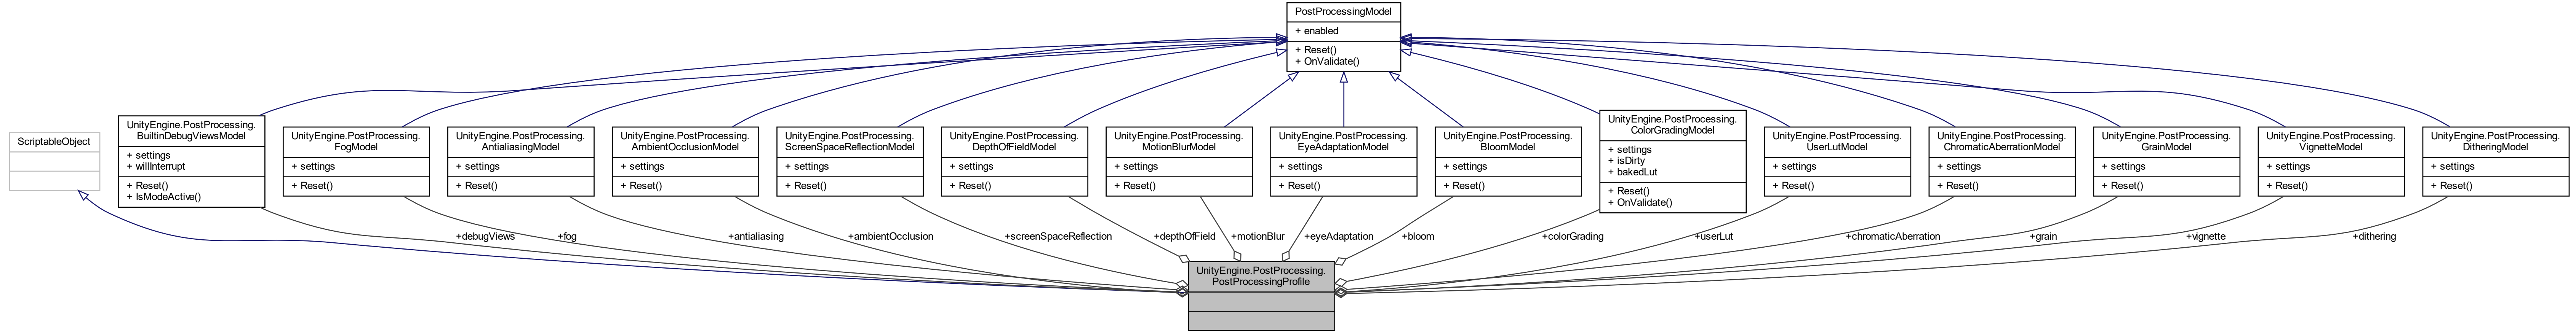 PostProcessingModel
+ enabled
+ Reset()
+ OnValidate()
ScriptableObject
UnityEngine.PostProcessing.
BuiltinDebugViewsModel
+ settings
+ willInterrupt
+ Reset()
+ IsModeActive()
UnityEngine.PostProcessing.
FogModel
+ settings
+ Reset()
UnityEngine.PostProcessing.
AntialiasingModel
+ settings
+ Reset()
UnityEngine.PostProcessing.
AmbientOcclusionModel
+ settings
+ Reset()
UnityEngine.PostProcessing.
ScreenSpaceReflectionModel
+ settings
+ Reset()
UnityEngine.PostProcessing.
DepthOfFieldModel
+ settings
+ Reset()
UnityEngine.PostProcessing.
MotionBlurModel
+ settings
+ Reset()
UnityEngine.PostProcessing.
EyeAdaptationModel
+ settings
+ Reset()
UnityEngine.PostProcessing.
BloomModel
+ settings
+ Reset()
UnityEngine.PostProcessing.
ColorGradingModel
+ settings
+ isDirty
+ bakedLut
+ Reset()
+ OnValidate()
UnityEngine.PostProcessing.
UserLutModel
+ settings
+ Reset()
UnityEngine.PostProcessing.
ChromaticAberrationModel
+ settings
+ Reset()
UnityEngine.PostProcessing.
GrainModel
+ settings
+ Reset()
UnityEngine.PostProcessing.
VignetteModel
+ settings
+ Reset()
UnityEngine.PostProcessing.
DitheringModel
+ settings
+ Reset()
+debugViews
+fog
+antialiasing
+ambientOcclusion
+screenSpaceReflection
+depthOfField
+motionBlur
+eyeAdaptation
+bloom
+colorGrading
+userLut
+chromaticAberration
+grain
+vignette
+dithering
UnityEngine.PostProcessing.
PostProcessingProfile